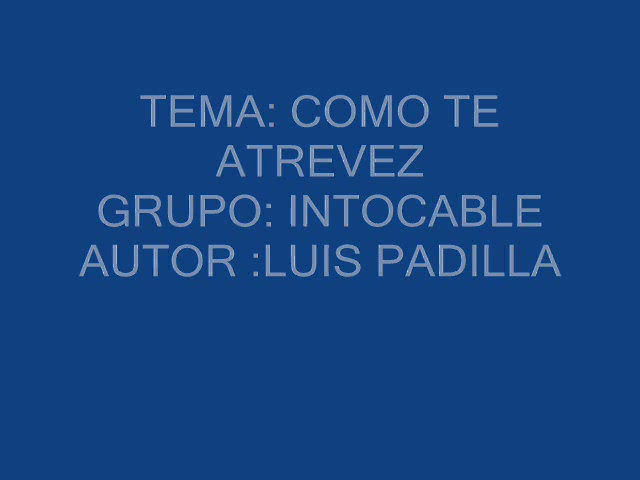 TEMA: COMO TE
ATREVEZ
GRUPO: INTOCABLE
AUTOR :LUIS PADILLA